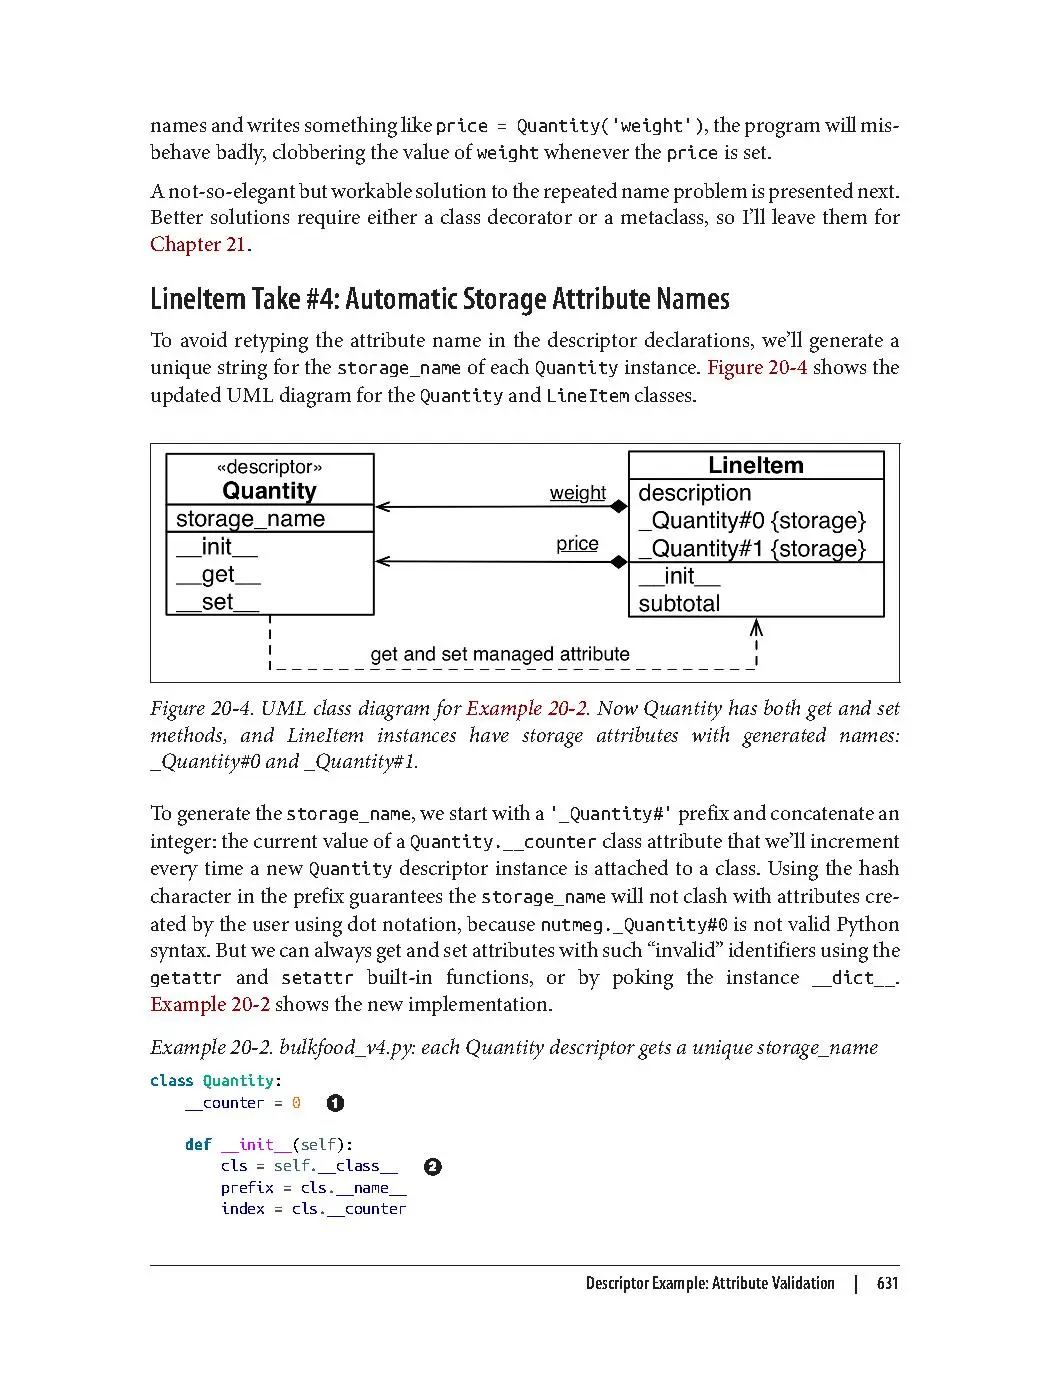 names and writes something like price = Quantity('weight'), the program will mis-
behave badly, clobbering the value of weight whenever the price is set.
A not-so-elegant but workable solution to the repeated name problem is presented next.
Better solutions require either a class decorator or a metaclass, so I’ll leave them for
Chapter 21.
LineItem Take #4: Automatic Storage Attribute Names
To avoid retyping the attribute name in the descriptor declarations, we’ll generate a
unique string for the storage_name of each Quantity instance. Figure 20-4 shows the
updated UML diagram for the Quantity and LineItem classes.
«descriptor»
Quantity
storage_name
__init__
__get__
__set__
weight
price
LineItem
description
_Quantity#0 {storage}
_Quantity#1 {storage}
__init__
subtotal
get and set managed attribute
Figure 20-4. UML class diagram for Example 20-2. Now Quantity has both get and set
methods, and LineItem instances have storage attributes with generated names:
_Quantity#0 and _Quantity#1.
To generate the storage_name, we start with a '_Quantity#' prefix and concatenate an
integer: the current value of a Quantity.__counter class attribute that we’ll increment
every time a new Quantity descriptor instance is attached to a class. Using the hash
character in the prefix guarantees the storage_name will not clash with attributes cre-
ated by the user using dot notation, because nutmeg._Quantity#0 is not valid Python
syntax. But we can always get and set attributes with such “invalid” identifiers using the
getattr and setattr built-in functions, or by poking the instance __dict__.
Example 20-2 shows the new implementation.
Example 20-2. bulkfood_v4.py: each Quantity descriptor gets a unique storage_name
class Quantity:
    __counter = 0 ❶
    def __init__(self):
        cls = self.__class__ ❷
        prefix = cls.__name__
        index = cls.__counter
Descriptor Example: Attribute Validation | 631